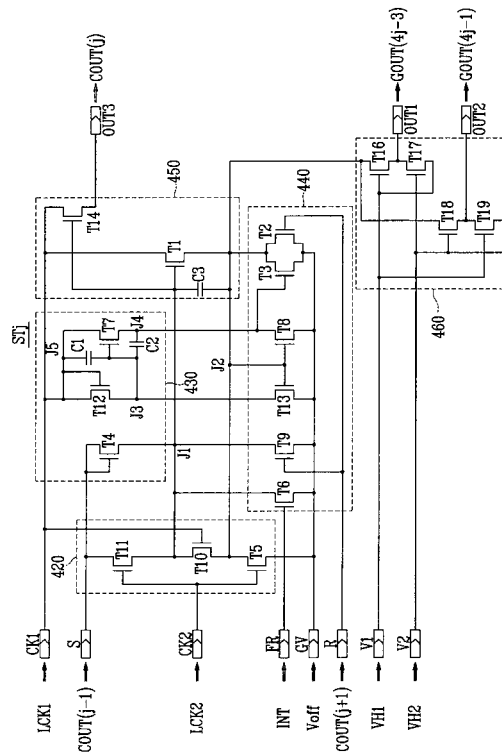 STj
420
430
440
450
460
LCK1
CK1
COUT(j-1)
S
LCK2
CK2
INT
FR
Voff
GV
COUT(j+1)
R
VH1
V1
VH2
V2
T11
T10
T5
T4
T12
C1
T7
C2
J5
J4
J3
J1
J2
T6
T9
T13
T8
T3
T2
T14
T1
C3
T16
T17
T18
T19
OUT3
COUT(j)
OUT1
GOUT(4j-3)
OUT2
GOUT(4j-1)